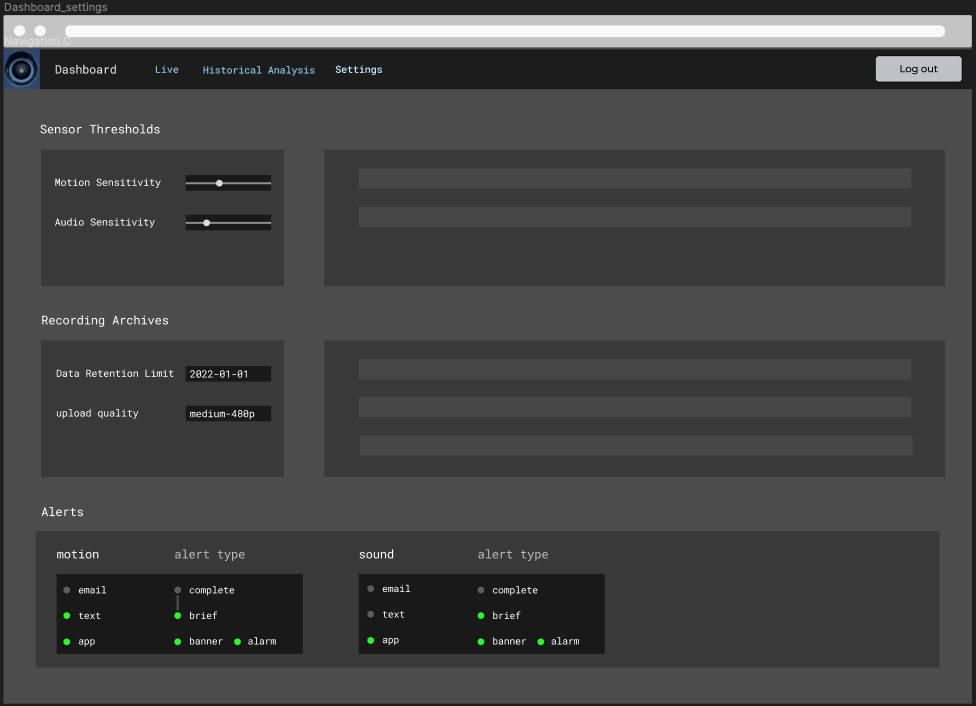 Dashboard_settings
Navigation C
Dashboard Live Historical Analysis Settings Log out
Sensor Thresholds
Motion Sensitivity
Audio Sensitivity
Recording Archives
Data Retention Limit 2022-01-01
upload quality medium-480p
Alerts
motion alert type sound alert type
email complete email complete
text brief text brief
app banner alarm app banner alarm